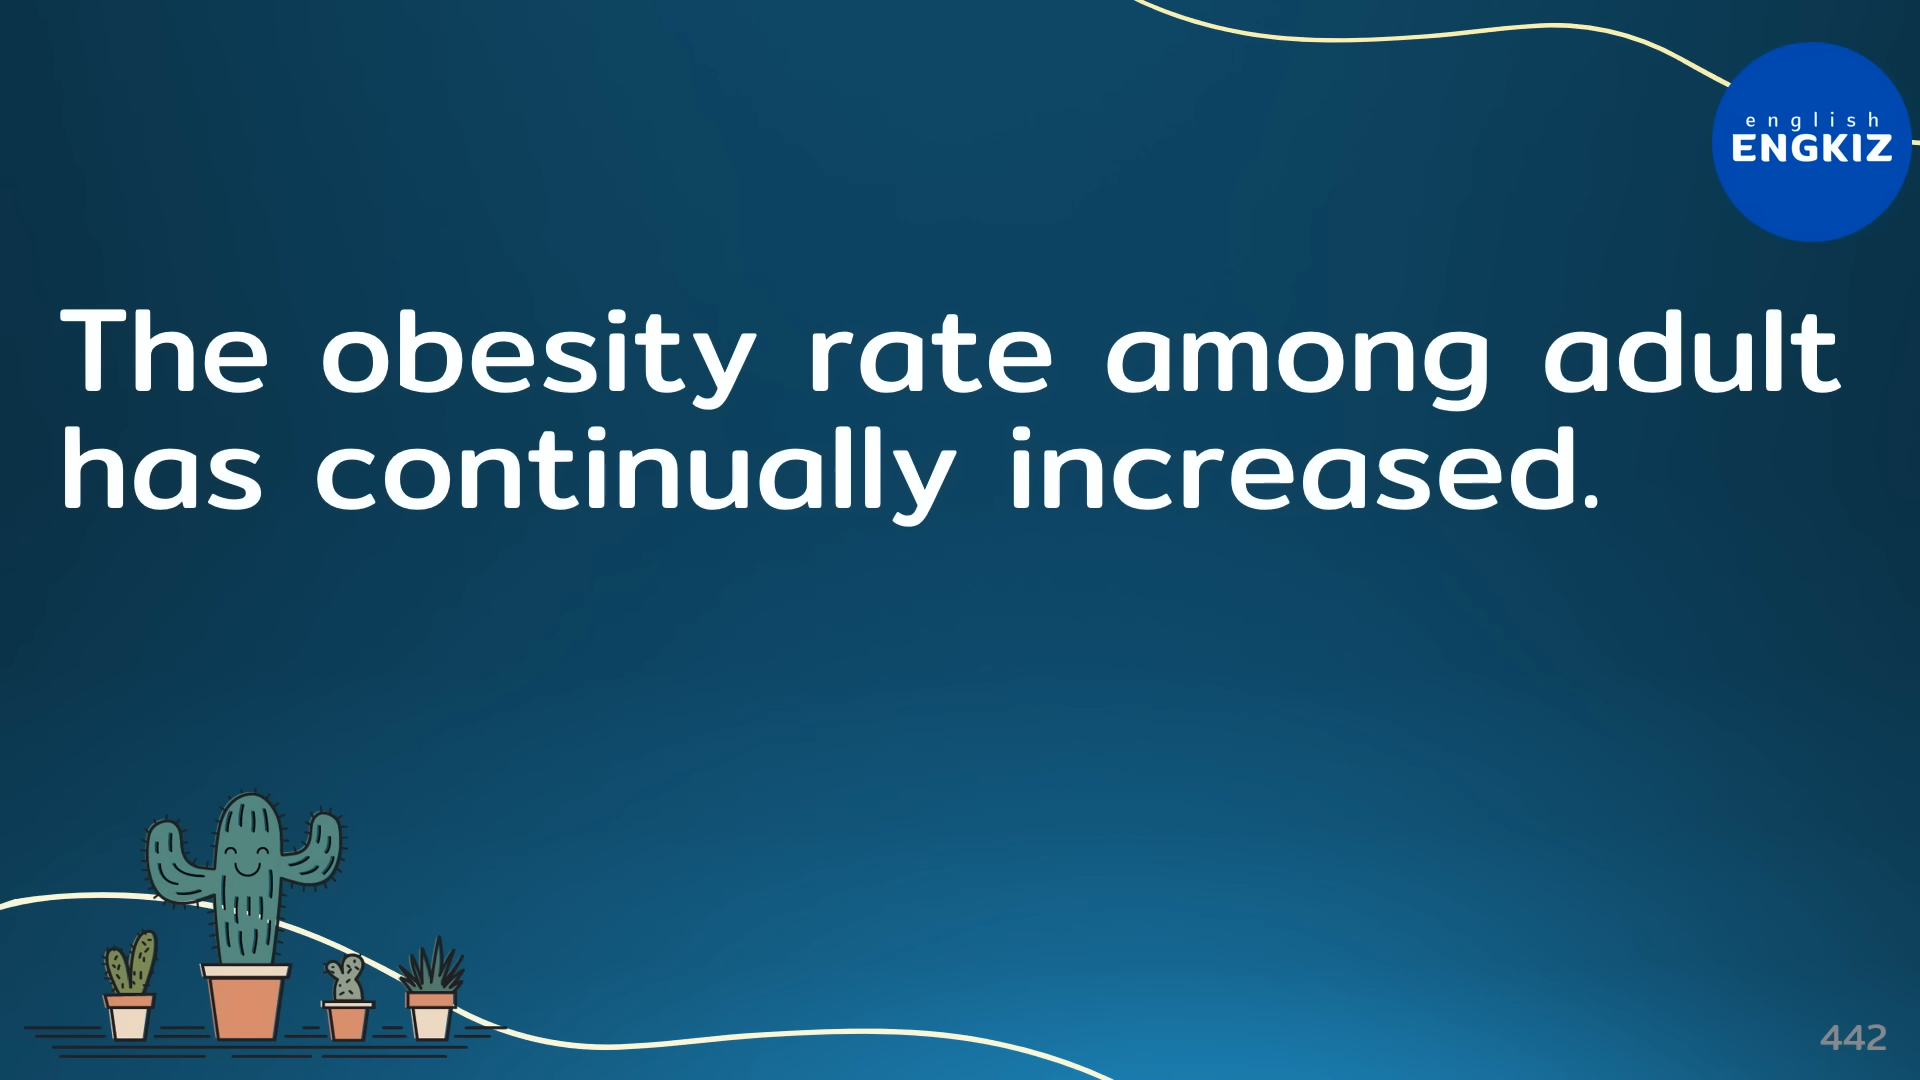 english
ENGKIZ
The obesity rate among adult
has continually increased.
442